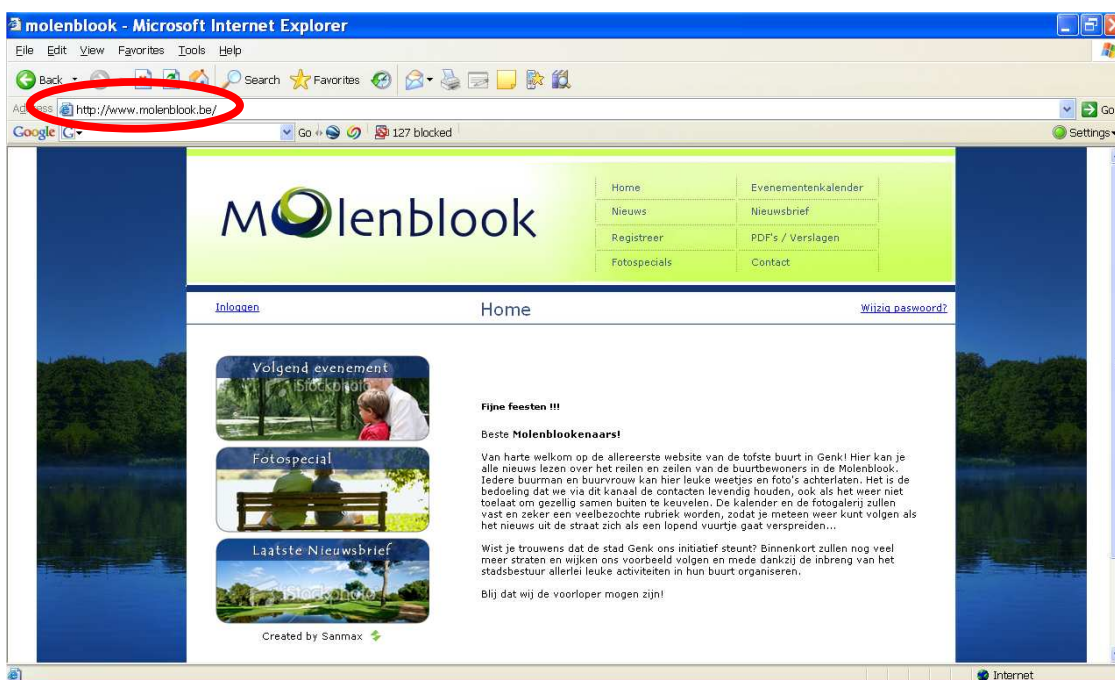 molenblook - Microsoft Internet Explorer
File Edit View Favorites Tools Help
Back Search Favorites
http://www.molenblook.be/ Go
Google Go 127 blocked Settings
MOlenblook
Home Evenementenkalender
Nieuws Nieuwsbrief
Registreer PDF's / Verslagen
Fotospecials Contact
Inloggen Home Wijzig paswoord?
Volgend evenement
iStockphoto
Fotospecial
Laatste Nieuwsbrief
iStockphoto
Created by Sanmax
Fijne feesten !!!
Beste Molenblookenaars!
Van harte welkom op de allereerste website van de tofste buurt in Genk! Hier kan je
alle nieuws lezen over het reilen en zeilen van de buurtbewoners in de Molenblook.
Iedere buurman en buurvrouw kan hier leuke weetjes en foto's achterlaten. Het is de
bedoeling dat we via dit kanaal de contacten levendig houden, ook als het weer niet
toelaat om gezellig samen buiten te keuvelen. De kalender en de fotogalerij zullen
vast en zeker een veelbezochte rubriek worden, zodat je meteen weer kunt volgen als
het nieuws uit de straat zich als een lopend vuurtje gaat verspreiden...
Wist je trouwens dat de stad Genk ons initiatief steunt? Binnenkort zullen nog veel
meer straten en wijken ons voorbeeld volgen en mede dankzij de inbreng van het
stadsbestuur allerlei leuke activiteiten in hun buurt organiseren.
Blij dat wij de voorloper mogen zijn!
Internet